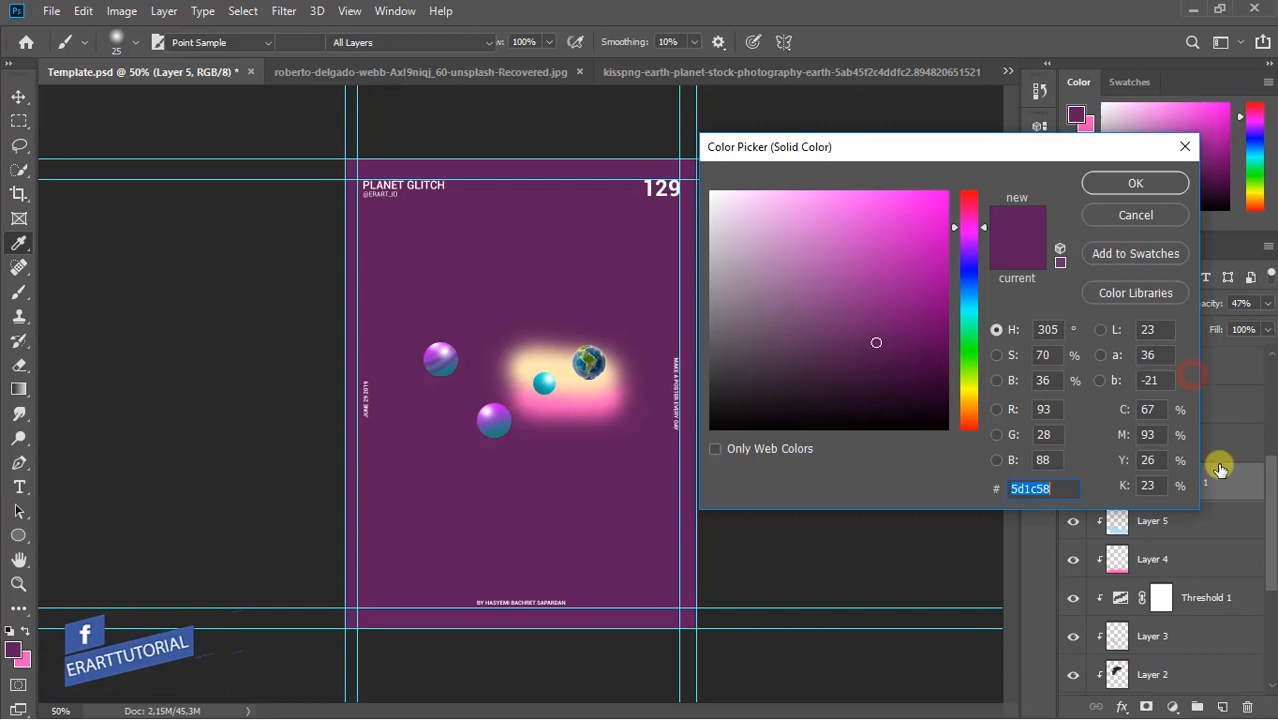 Ps File Edit Image Layer Type Select Filter 3D View Window Help
25 Point Sample All Layers 100% Smoothing: 10%
Template.psd @ 50% (Layer 5, RGB/8) * × roberto-delgado-webb-AxI9niqj_60-unsplash-Recovered.jpg × kisspng-earth-planet-stock-photography-earth-5ab45f2c4ddfc2.894820651521
Color Swatches
PLANET GLITCH
@ERART_ID
129
JUNE 29 2019
MAKE A POSTER EVERY DAY
BY HASYEMI BACHRET SAPARDAN
Color Picker (Solid Color)
new
current
OK
Cancel
Add to Swatches
Color Libraries
H: 305 ° L: 23
S: 70 % a: 36
B: 36 % b: -21
R: 93 C: 67 %
G: 28 M: 93 %
B: 88 Y: 26 %
# 5d1c58 K: 23 %
Only Web Colors
47%
Fill: 100%
1
Layer 5
Layer 4
Threshold 1
Layer 3
Layer 2
f
ERARTTUTORIAL
50% Doc: 2,15M/45,3M